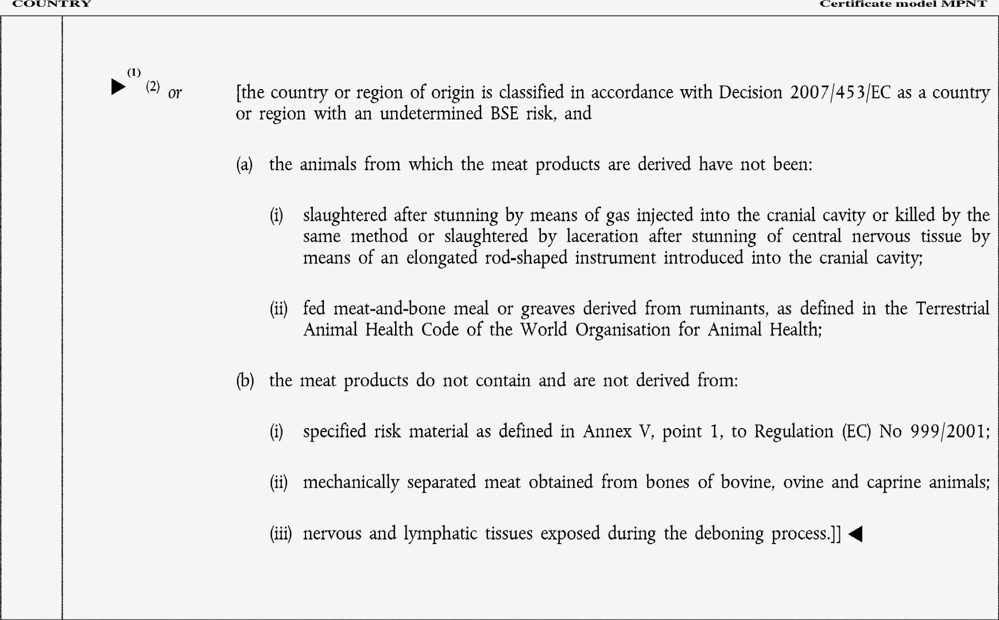 COUNTRY Certificate model MPNT
▶(1) (2) or [the country or region of origin is classified in accordance with Decision 2007/453/EC as a country
or region with an undetermined BSE risk, and
(a) the animals from which the meat products are derived have not been:
(i) slaughtered after stunning by means of gas injected into the cranial cavity or killed by the
same method or slaughtered by laceration after stunning of central nervous tissue by
means of an elongated rod-shaped instrument introduced into the cranial cavity;
(ii) fed meat-and-bone meal or greaves derived from ruminants, as defined in the Terrestrial
Animal Health Code of the World Organisation for Animal Health;
(b) the meat products do not contain and are not derived from:
(i) specified risk material as defined in Annex V, point 1, to Regulation (EC) No 999/2001;
(ii) mechanically separated meat obtained from bones of bovine, ovine and caprine animals;
(iii) nervous and lymphatic tissues exposed during the deboning process.]] ◀